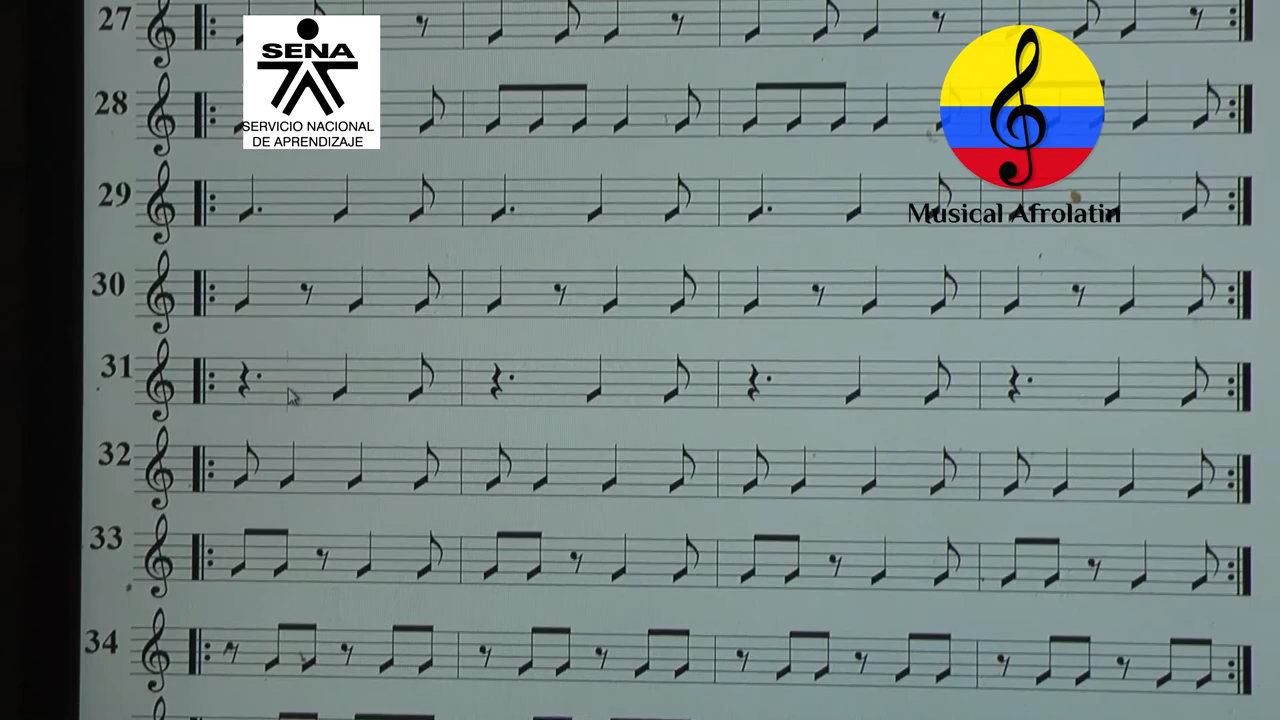 27
SENA
SERVICIO NACIONAL
DE APRENDIZAJE
28
29
Musical Afrolatin
30
31
32
33
34